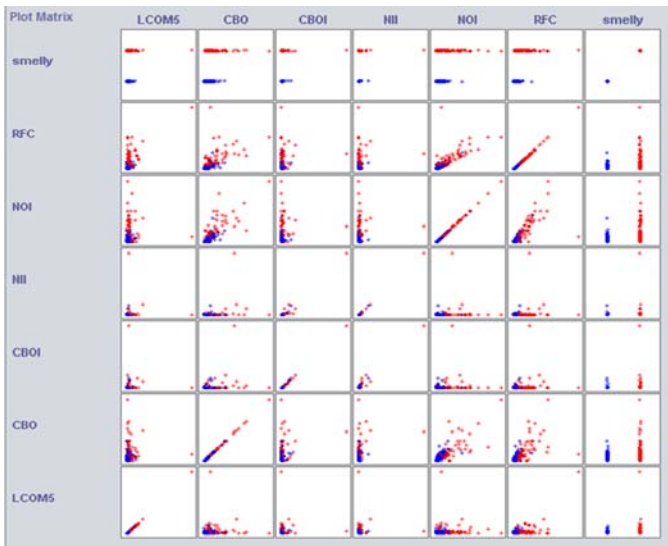 Plot Matrix LCOM5 CBO CBOI NII NOI RFC smelly
smelly
RFC
NOI
NII
CBOI
CBO
LCOM5